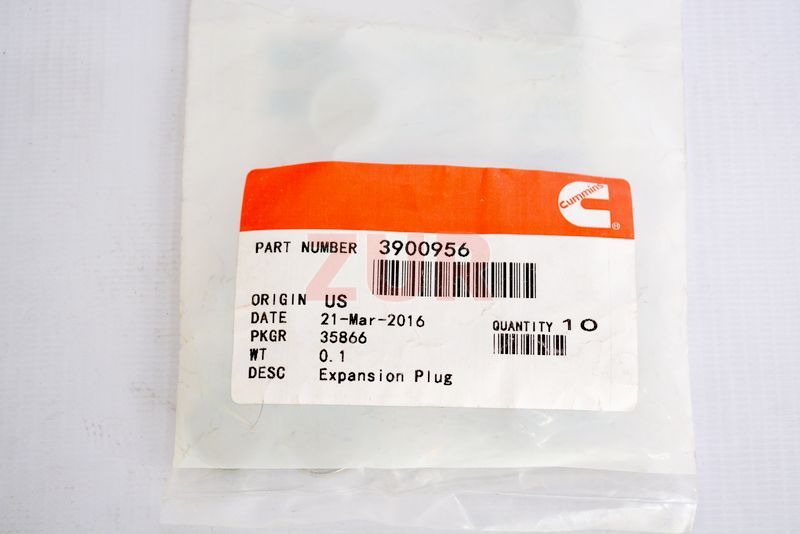 Cummins
®
PART NUMBER 3900956
ZUR
ORIGIN US
DATE 21-Mar-2016
QUANTITY 10
PKGR 35866
WT 0.1
DESC Expansion Plug